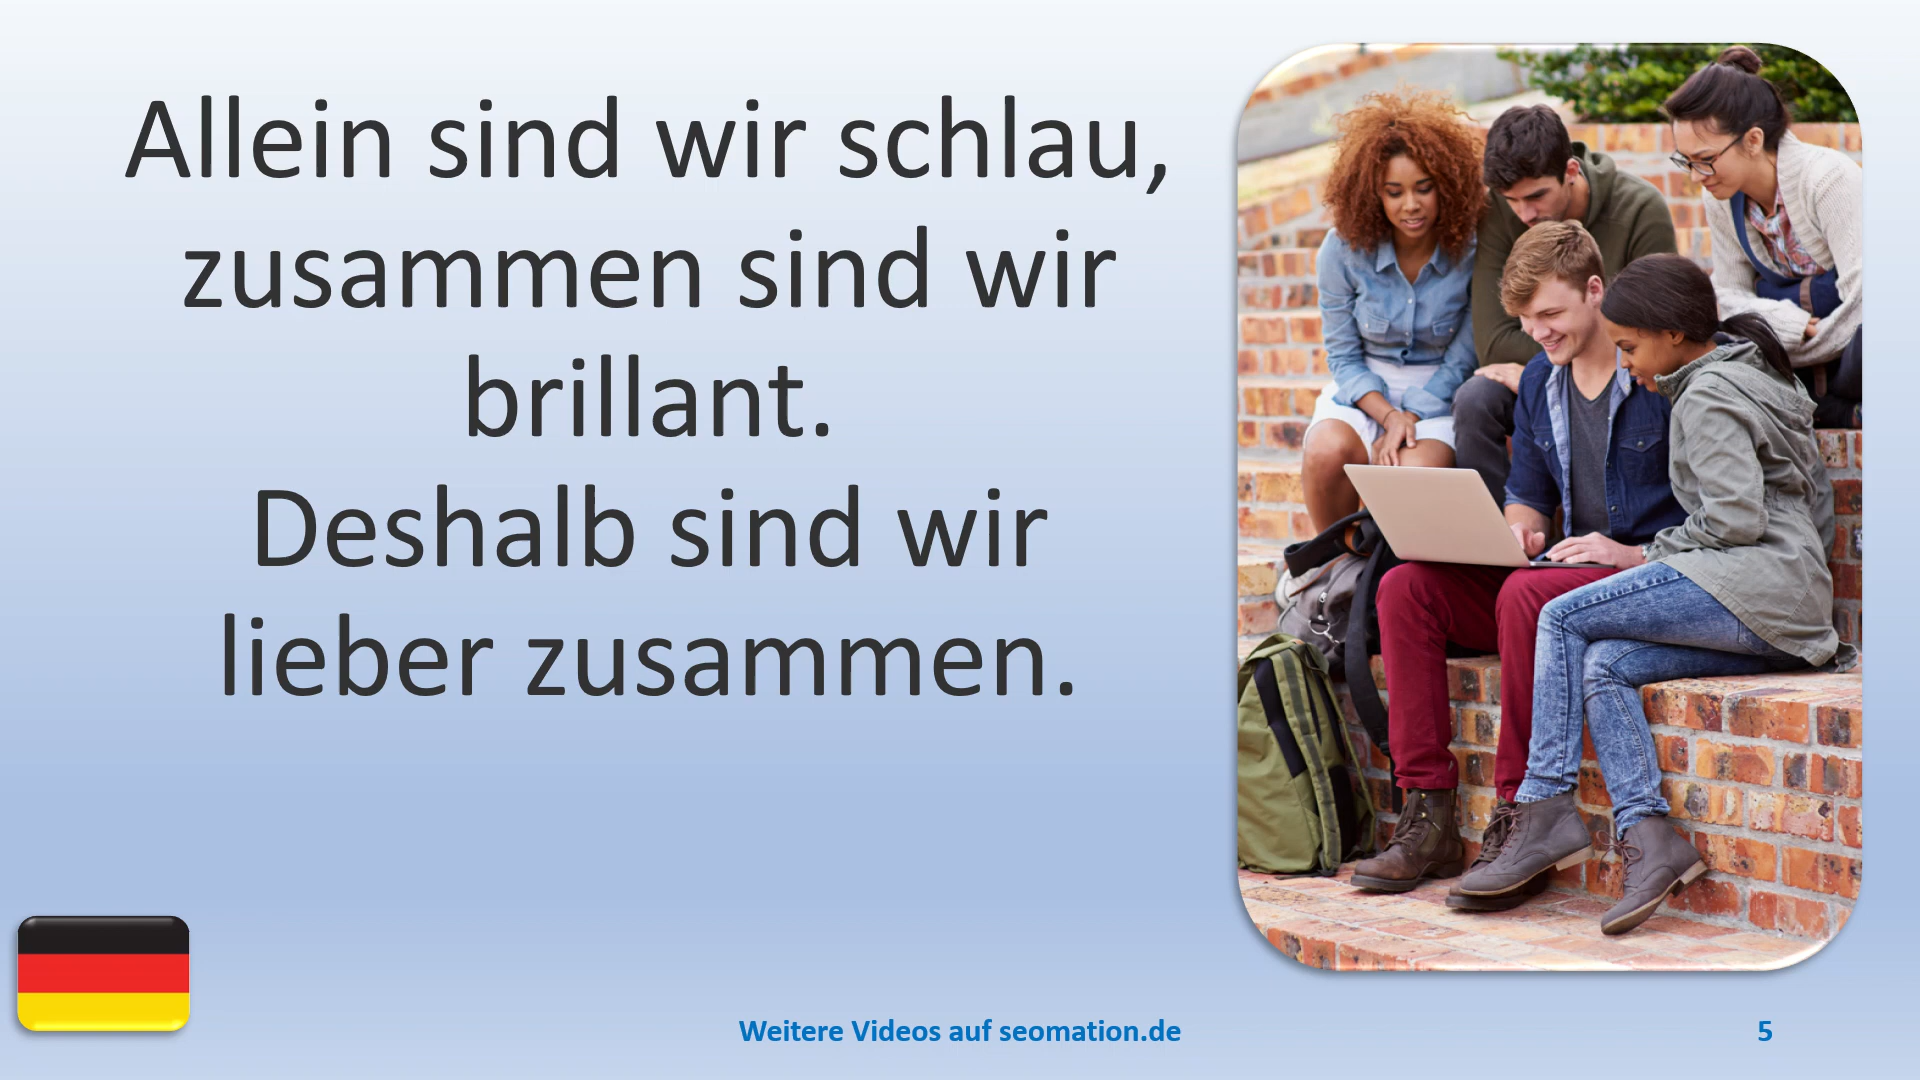 Allein sind wir schlau,
zusammen sind wir
brillant.
Deshalb sind wir
lieber zusammen.
Weitere Videos auf seomation.de
5